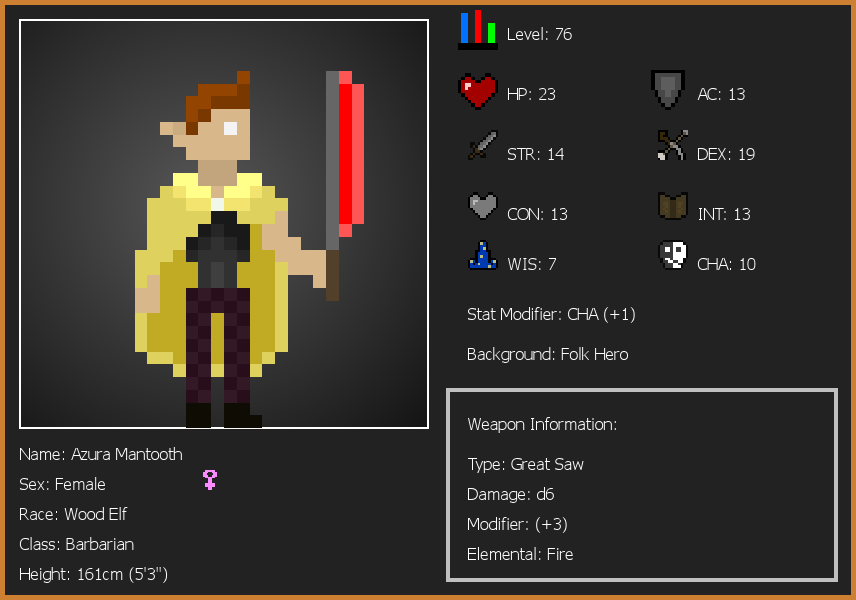 Level: 76
HP: 23
AC: 13
STR: 14
DEX: 19
CON: 13
INT: 13
WIS: 7
CHA: 10
Stat Modifier: CHA (+1)
Background: Folk Hero
Weapon Information:
Type: Great Saw
Damage: d6
Modifier: (+3)
Elemental: Fire
Name: Azura Mantooth
Sex: Female
Race: Wood Elf
Class: Barbarian
Height: 161cm (5'3")